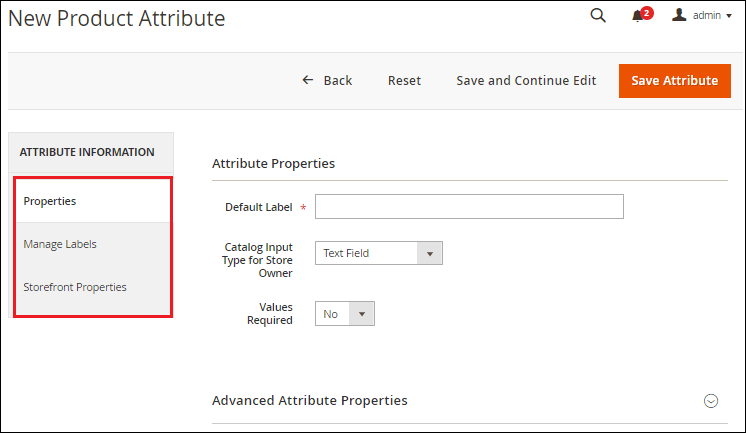 New Product Attribute
2
admin
Back
Reset
Save and Continue Edit
Save Attribute
ATTRIBUTE INFORMATION
Properties
Manage Labels
Storefront Properties
Attribute Properties
Default Label *
Catalog Input
Type for Store
Owner
Text Field
Values
Required
No
Advanced Attribute Properties